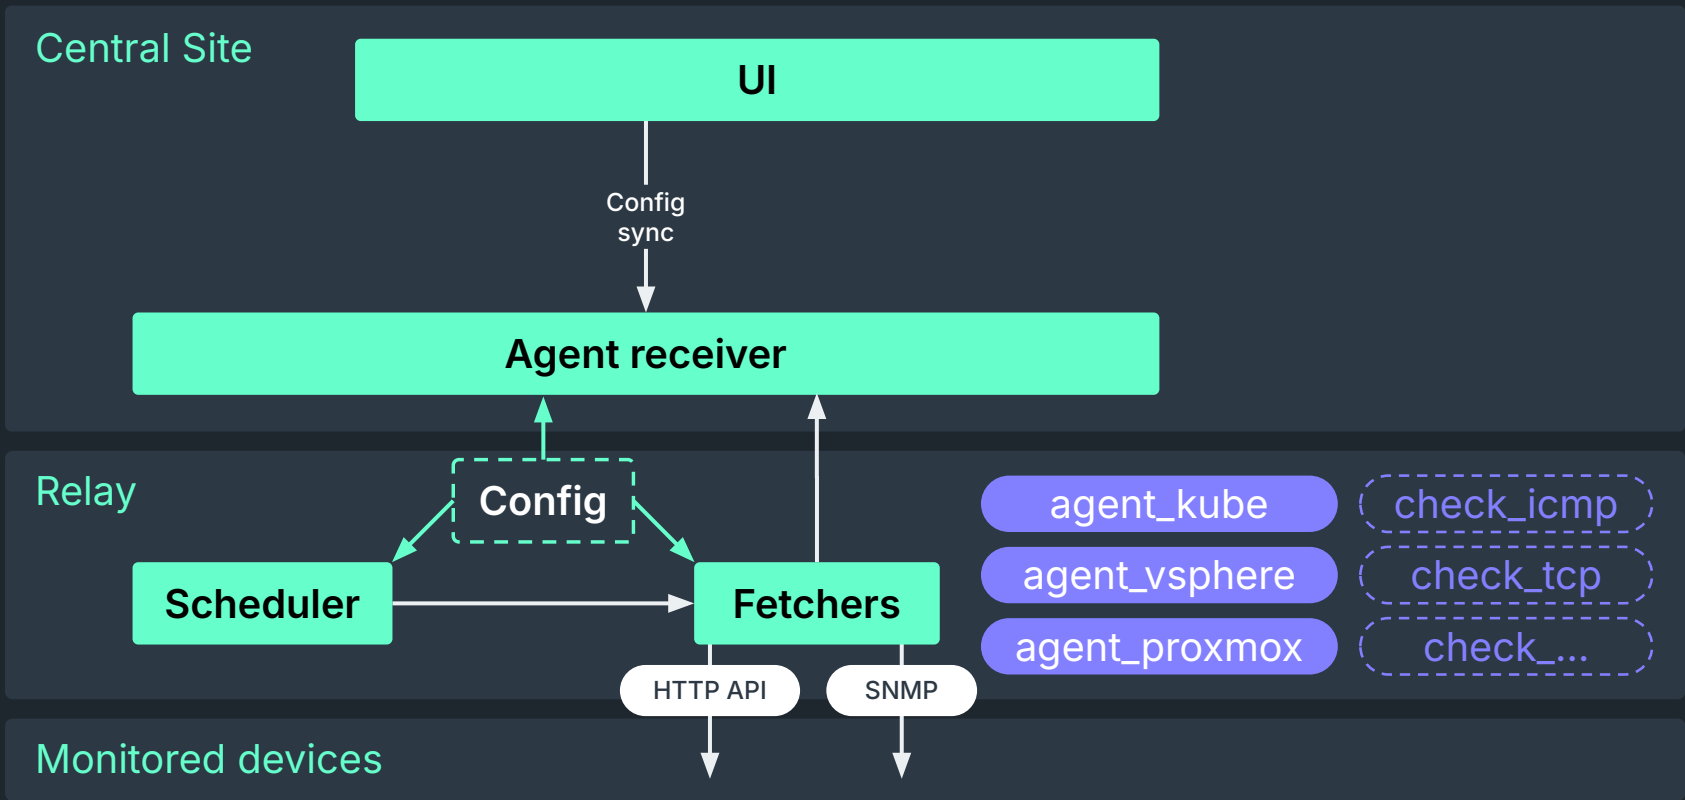 Central Site
UI
Config
sync
Agent receiver
Relay
Config
agent_kube
check_icmp
Scheduler
Fetchers
agent_vsphere
check_tcp
agent_proxmox
check_...
HTTP API
SNMP
Monitored devices